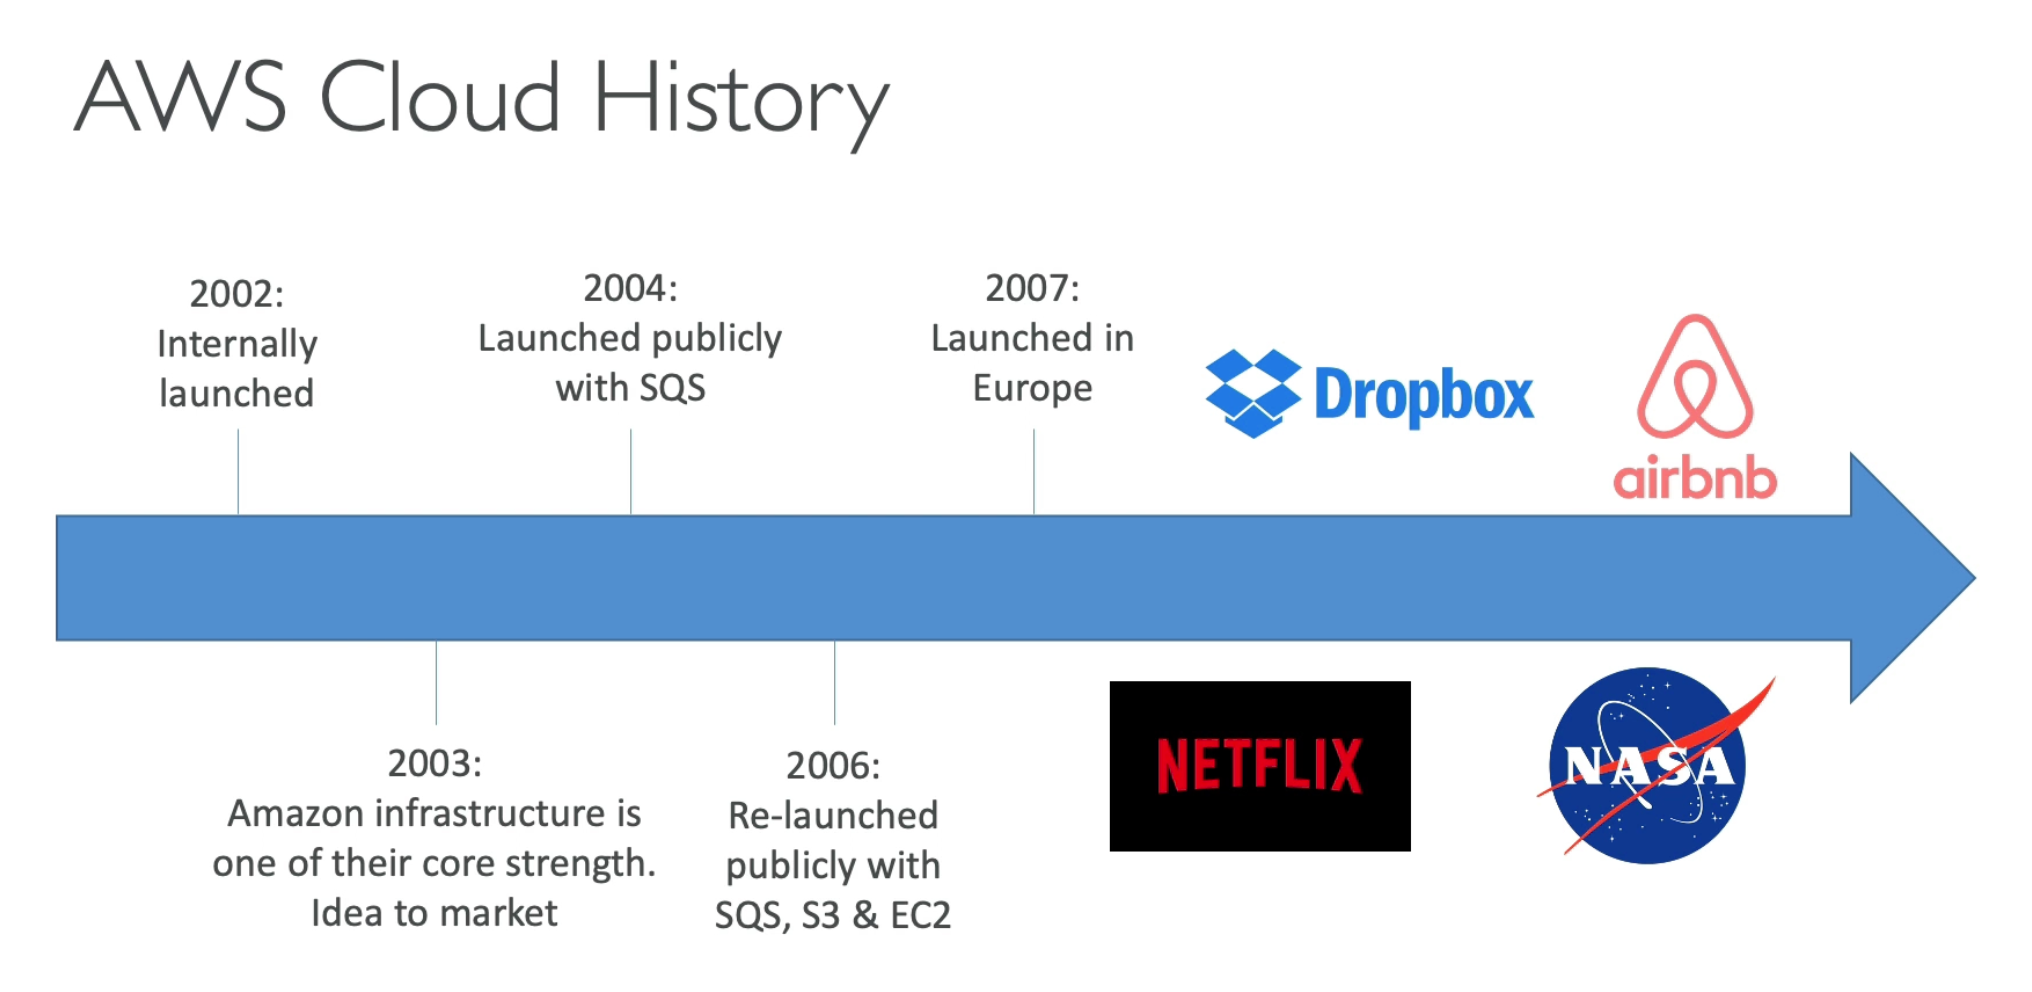 AWS Cloud History
2002:
Internally
launched
2004:
Launched publicly
with SQS
2007:
Launched in
Europe
Dropbox
airbnb
2003:
Amazon infrastructure is
one of their core strength.
Idea to market
2006:
Re-launched
publicly with
SQS, S3 & EC2
NETFLIX
NASA